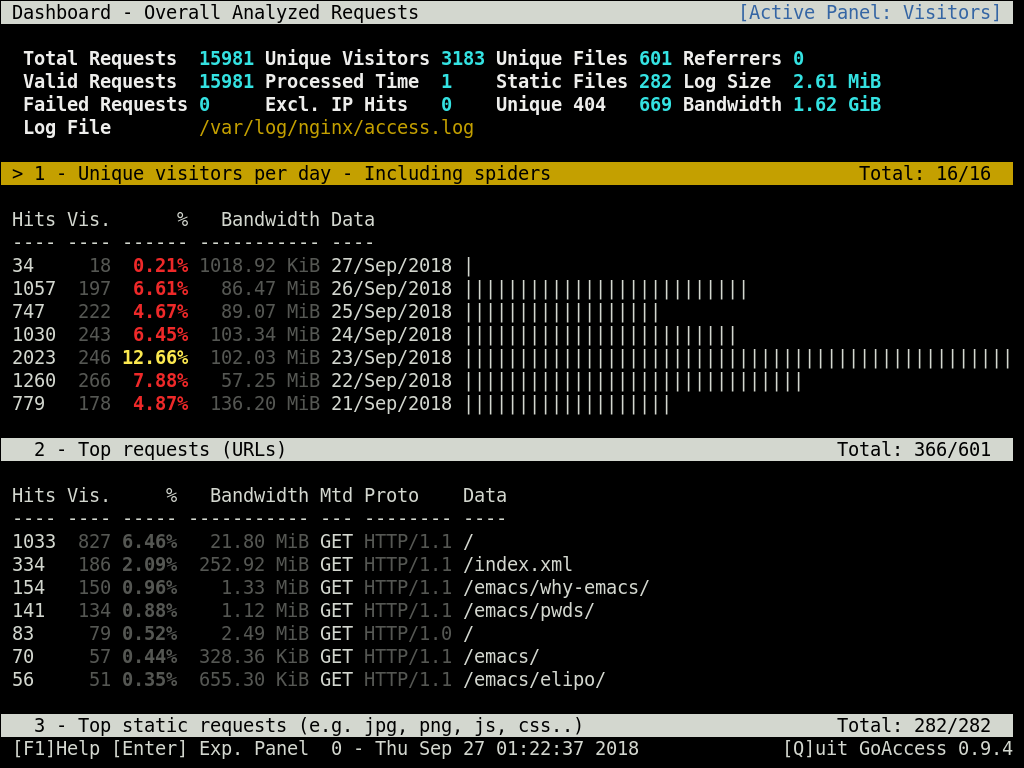 Dashboard - Overall Analyzed Requests [Active Panel: Visitors]
Total Requests 15981 Unique Visitors 3183 Unique Files 601 Referrers 0
Valid Requests 15981 Processed Time 1 Static Files 282 Log Size 2.61 MiB
Failed Requests 0 Excl. IP Hits 0 Unique 404 669 Bandwidth 1.62 GiB
Log File /var/log/nginx/access.log
> 1 - Unique visitors per day - Including spiders Total: 16/16
Hits Vis. % Bandwidth Data
---- ---- ------ ----------- ----
34 18 0.21% 1018.92 KiB 27/Sep/2018 |
1057 197 6.61% 86.47 MiB 26/Sep/2018 ||||||||||||||||||||||||||
747 222 4.67% 89.07 MiB 25/Sep/2018 ||||||||||||||||||
1030 243 6.45% 103.34 MiB 24/Sep/2018 |||||||||||||||||||||||||
2023 246 12.66% 102.03 MiB 23/Sep/2018 ||||||||||||||||||||||||||||||||||||||||||||||||||
1260 266 7.88% 57.25 MiB 22/Sep/2018 |||||||||||||||||||||||||||||||
779 178 4.87% 136.20 MiB 21/Sep/2018 |||||||||||||||||||
2 - Top requests (URLs) Total: 366/601
Hits Vis. % Bandwidth Mtd Proto Data
---- ---- ----- ----------- --- -------- ----
1033 827 6.46% 21.80 MiB GET HTTP/1.1 /
334 186 2.09% 252.92 MiB GET HTTP/1.1 /index.xml
154 150 0.96% 1.33 MiB GET HTTP/1.1 /emacs/why-emacs/
141 134 0.88% 1.12 MiB GET HTTP/1.1 /emacs/pwds/
83 79 0.52% 2.49 MiB GET HTTP/1.0 /
70 57 0.44% 328.36 KiB GET HTTP/1.1 /emacs/
56 51 0.35% 655.30 KiB GET HTTP/1.1 /emacs/elipo/
3 - Top static requests (e.g. jpg, png, js, css..) Total: 282/282
[F1]Help [Enter] Exp. Panel 0 - Thu Sep 27 01:22:37 2018 [Q]uit GoAccess 0.9.4